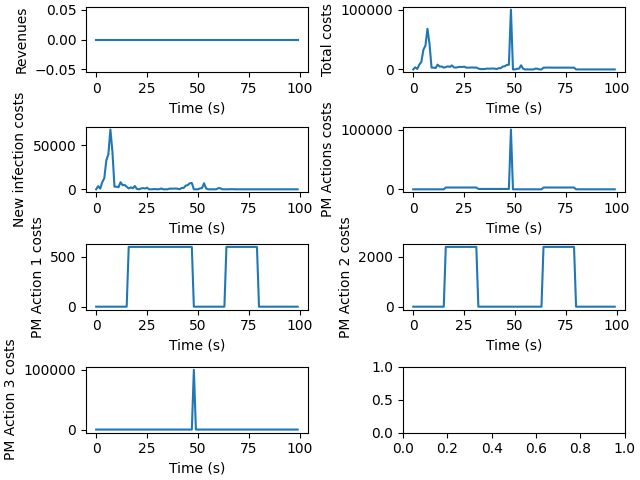 Revenues
0.05
0.00
−0.05
0 25 50 75 100
Time (s)
Total costs
100000
0
0 25 50 75 100
Time (s)
New infection costs
50000
0
0 25 50 75 100
Time (s)
PM Actions costs
100000
0
0 25 50 75 100
Time (s)
PM Action 1 costs
500
0
0 25 50 75 100
Time (s)
PM Action 2 costs
2000
0
0 25 50 75 100
Time (s)
PM Action 3 costs
100000
0
0 25 50 75 100
Time (s)
1.0
0.5
0.0
0.0 0.2 0.4 0.6 0.8 1.0